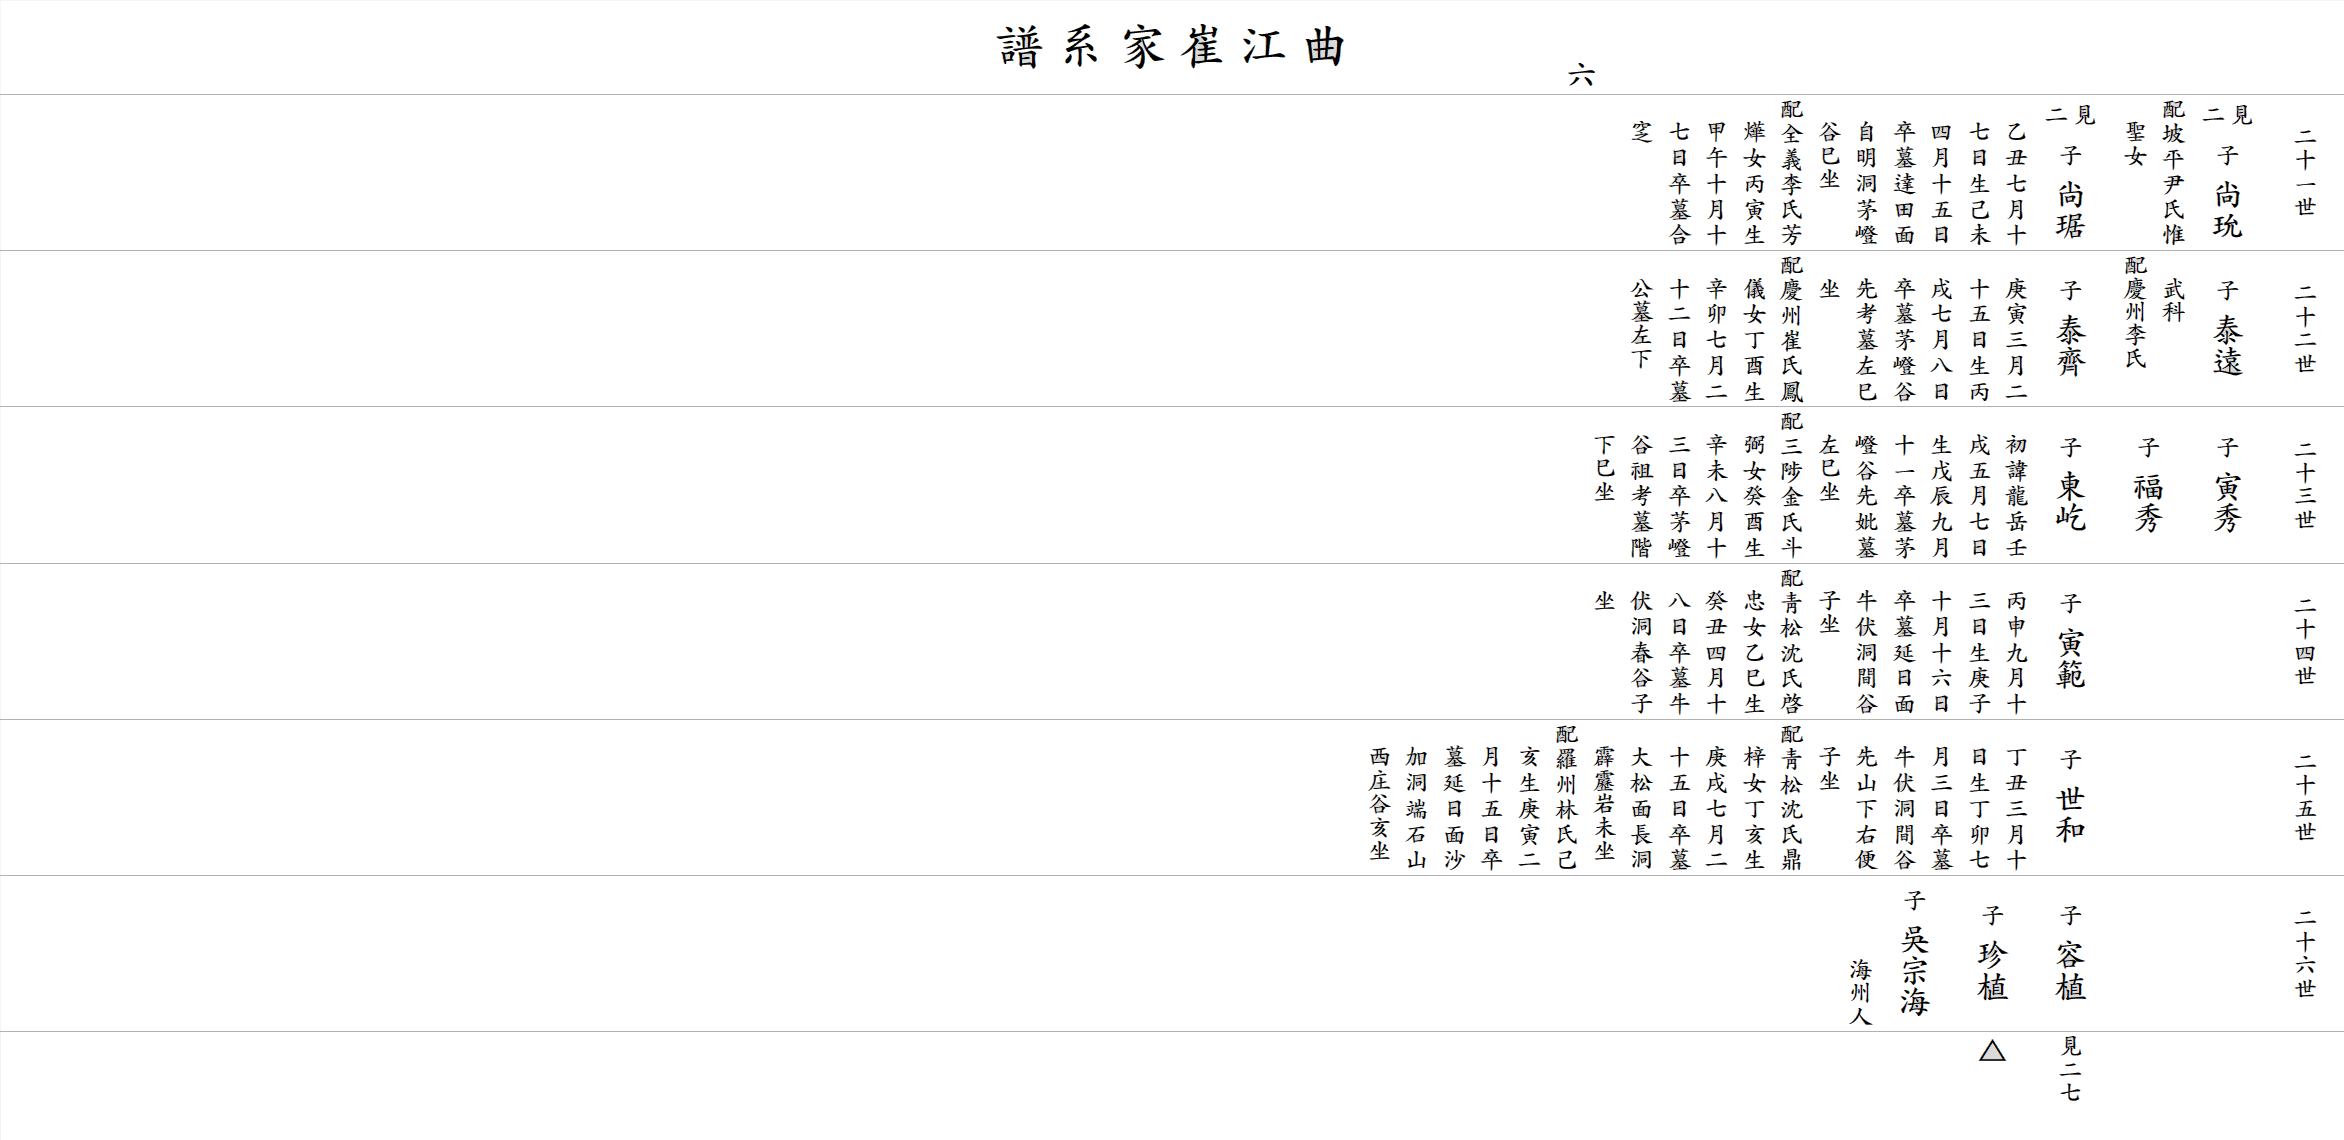 曲江崔家系譜
六
二十一世
見二
子 尙玧
配坡平尹氏惟
聖女
見二
子 尙琚
乙丑七月十
七日生己未
四月十五日
卒墓達田面
自明洞茅嶝
谷巳坐
配全義李氏芳
燁女丙寅生
甲午十月十
七日卒墓合
窆
二十二世
子 泰遠
武科
配慶州李氏
子 泰齊
庚寅三月二
十五日生丙
戌七月八日
卒墓茅嶝谷
先考墓左巳
坐
配慶州崔氏鳳
儀女丁酉生
辛卯七月二
十二日卒墓
公墓左下
二十三世
子 寅秀
子 福秀
子 東屹
初諱龍岳壬
戌五月七日
生戊辰九月
十一卒墓茅
嶝谷先妣墓
左巳坐
配三陟金氏斗
弼女癸酉生
辛未八月十
三日卒茅嶝
谷祖考墓階
下巳坐
二十四世
子 寅範
丙申九月十
三日生庚子
十月十六日
卒墓延日面
牛伏洞間谷
子坐
配靑松沈氏啓
忠女乙巳生
癸丑四月十
八日卒墓牛
伏洞春谷子
坐
二十五世
子 世和
丁丑三月十
日生丁卯七
月三日卒墓
牛伏洞間谷
先山下右便
子坐
配靑松沈氏鼎
梓女丁亥生
庚戌七月二
十五日卒墓
大松面長洞
霹靂岩未坐
配羅州林氏己
亥生庚寅二
月十五日卒
墓延日面沙
加洞端石山
西庄谷亥坐
二十六世
子 容植
子 珍植
子 吳宗海
海州人
見二七
△